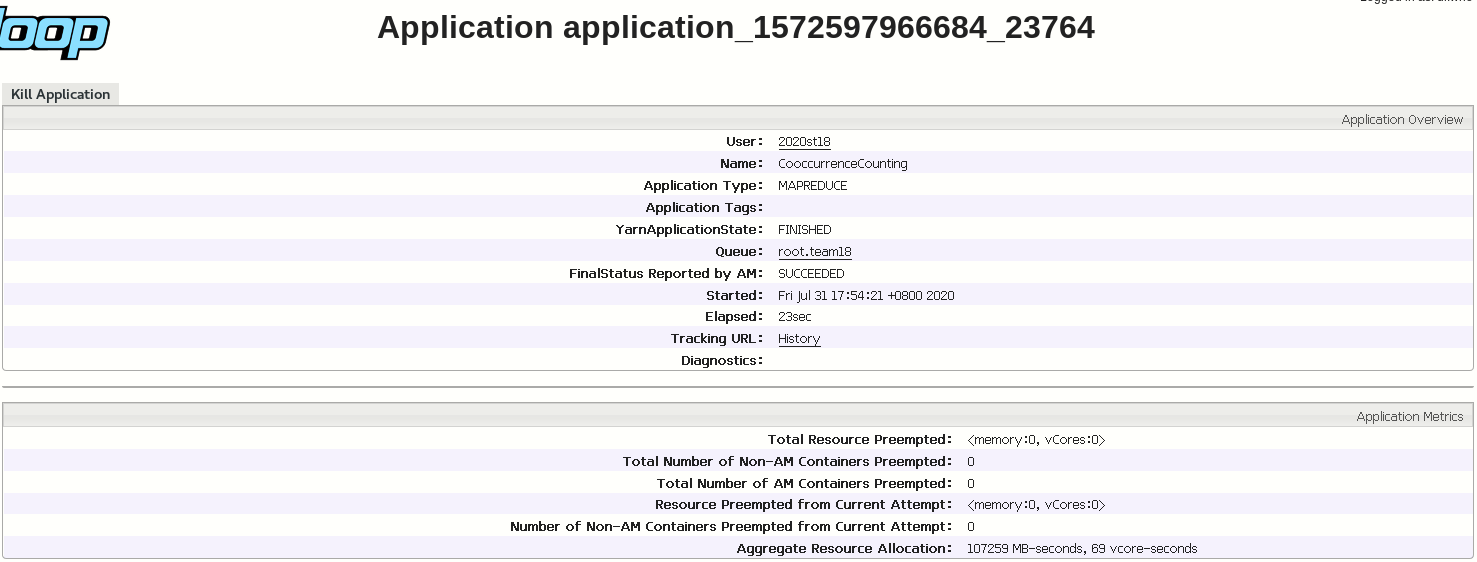 loop
Application application_1572597966684_23764
Kill Application
Application Overview
User: 2020st18
Name: CooccurrenceCounting
Application Type: MAPREDUCE
Application Tags:
YarnApplicationState: FINISHED
Queue: root.team18
FinalStatus Reported by AM: SUCCEEDED
Started: Fri Jul 31 17:54:21 +0800 2020
Elapsed: 23sec
Tracking URL: History
Diagnostics:
Application Metrics
Total Resource Preempted: <memory:0, vCores:0>
Total Number of Non-AM Containers Preempted: 0
Total Number of AM Containers Preempted: 0
Resource Preempted from Current Attempt: <memory:0, vCores:0>
Number of Non-AM Containers Preempted from Current Attempt: 0
Aggregate Resource Allocation: 107259 MB-seconds, 69 vcore-seconds